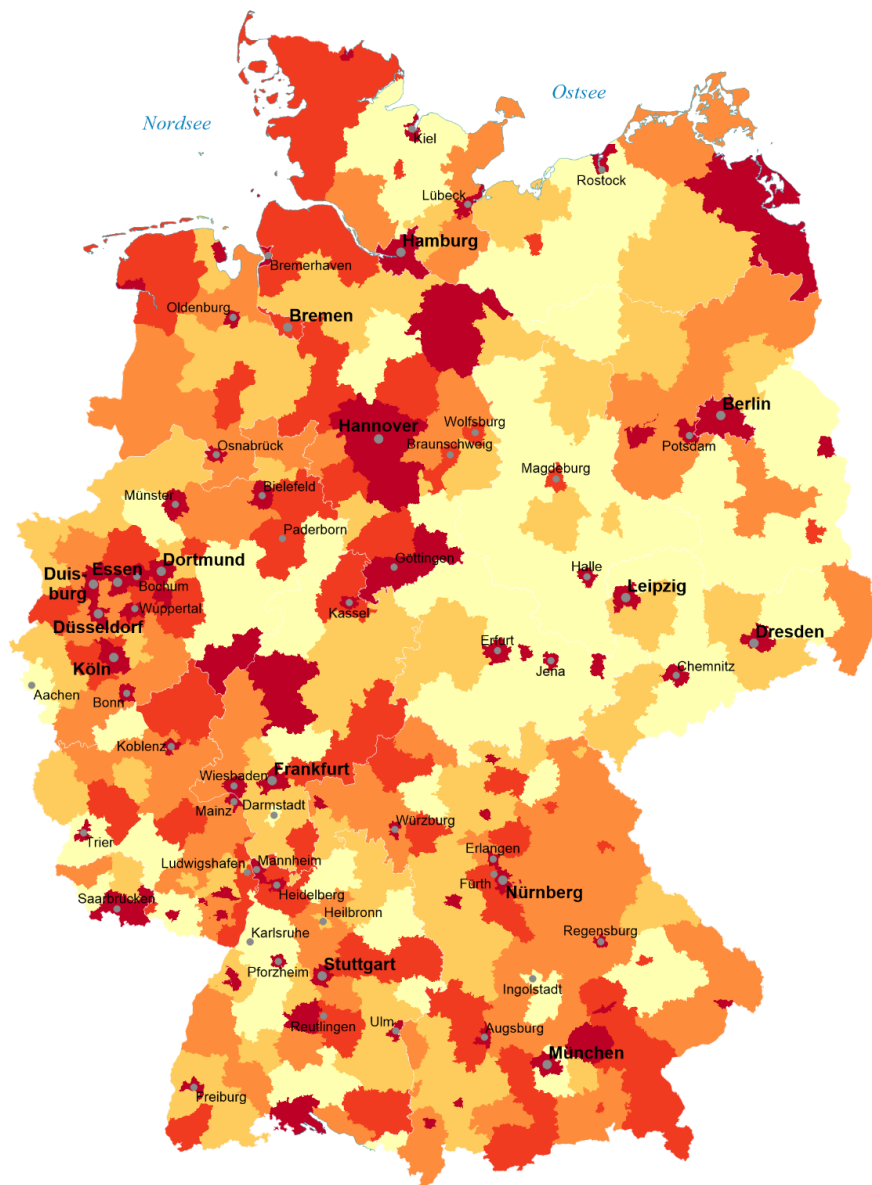 Ostsee
Nordsee
Kiel
Rostock
Lübeck
Hamburg
Bremerhaven
Oldenburg
Bremen
Berlin
Wolfsburg
Hannover
Potsdam
Braunschweig
Osnabrück
Magdeburg
Bielefeld
Münster
Paderborn
Dortmund
Göttingen
Halle
Essen
Duis-
burg
Bochum
Leipzig
Kassel
Wuppertal
Düsseldorf
Dresden
Erfurt
Köln
Jena
Chemnitz
Aachen
Bonn
Koblenz
Frankfurt
Wiesbaden
Mainz
Darmstadt
Würzburg
Trier
Erlangen
Ludwigshafen
Mannheim
Fürth
Nürnberg
Heidelberg
Saarbrücken
Heilbronn
Regensburg
Karlsruhe
Stuttgart
Pforzheim
Ingolstadt
Reutlingen
Ulm
Augsburg
München
Freiburg